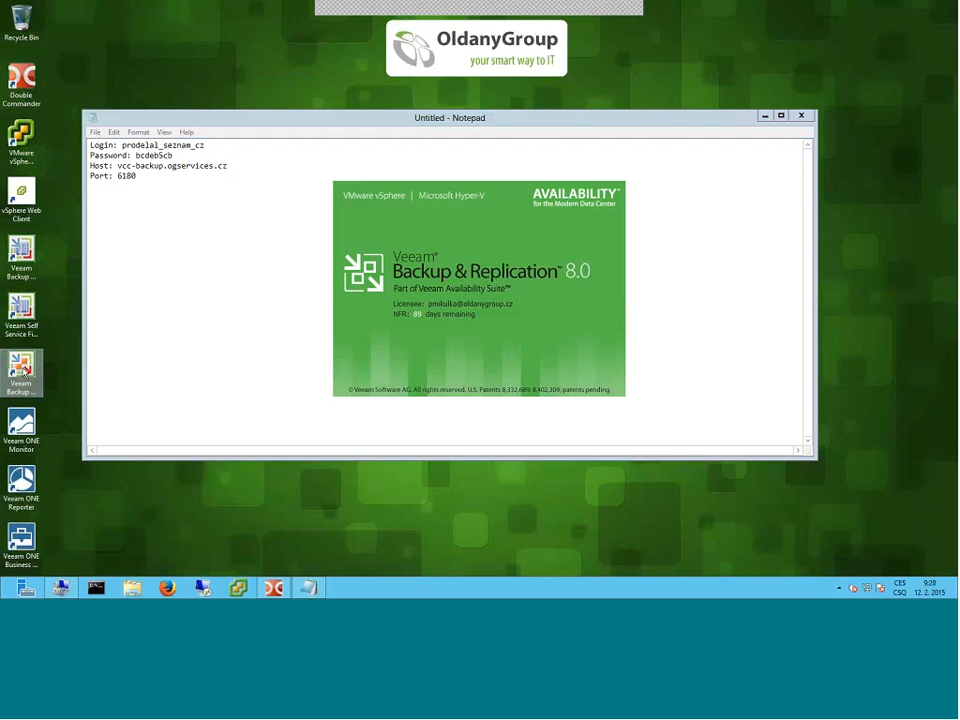 Recycle Bin
OldanyGroup
your smart way to IT
Double
Commander
VMware
vSphe...
vSphere Web
Client
Veeam
Backup ...
Veeam Self
Service Fi...
Veeam
Backup ...
Veeam ONE
Monitor
Veeam ONE
Reporter
Veeam ONE
Business ...
Untitled - Notepad
File Edit Format View Help
Login: prodelal_seznam_cz
Password: bcdeb5cb
Host: vcc-backup.ogservices.cz
Port: 6180
VMware vSphere | Microsoft Hyper-V
AVAILABILITY™
for the Modern Data Center
Veeam®
Backup & Replication™ 8.0
Part of Veeam Availability Suite™
Licensee: pmikulka@oldanygroup.cz
NFR: 89 days remaining
© Veeam Software AG. All rights reserved. U.S. Patents 8,332,689; 8,402,309; patents pending
CES 9:28
CSQ 12. 2. 2015